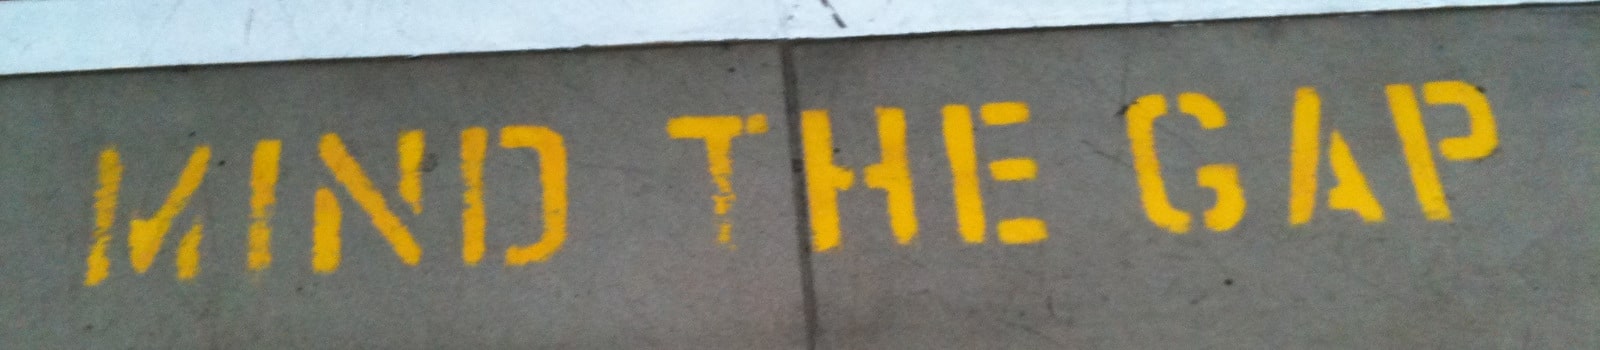 MIND THE GAP